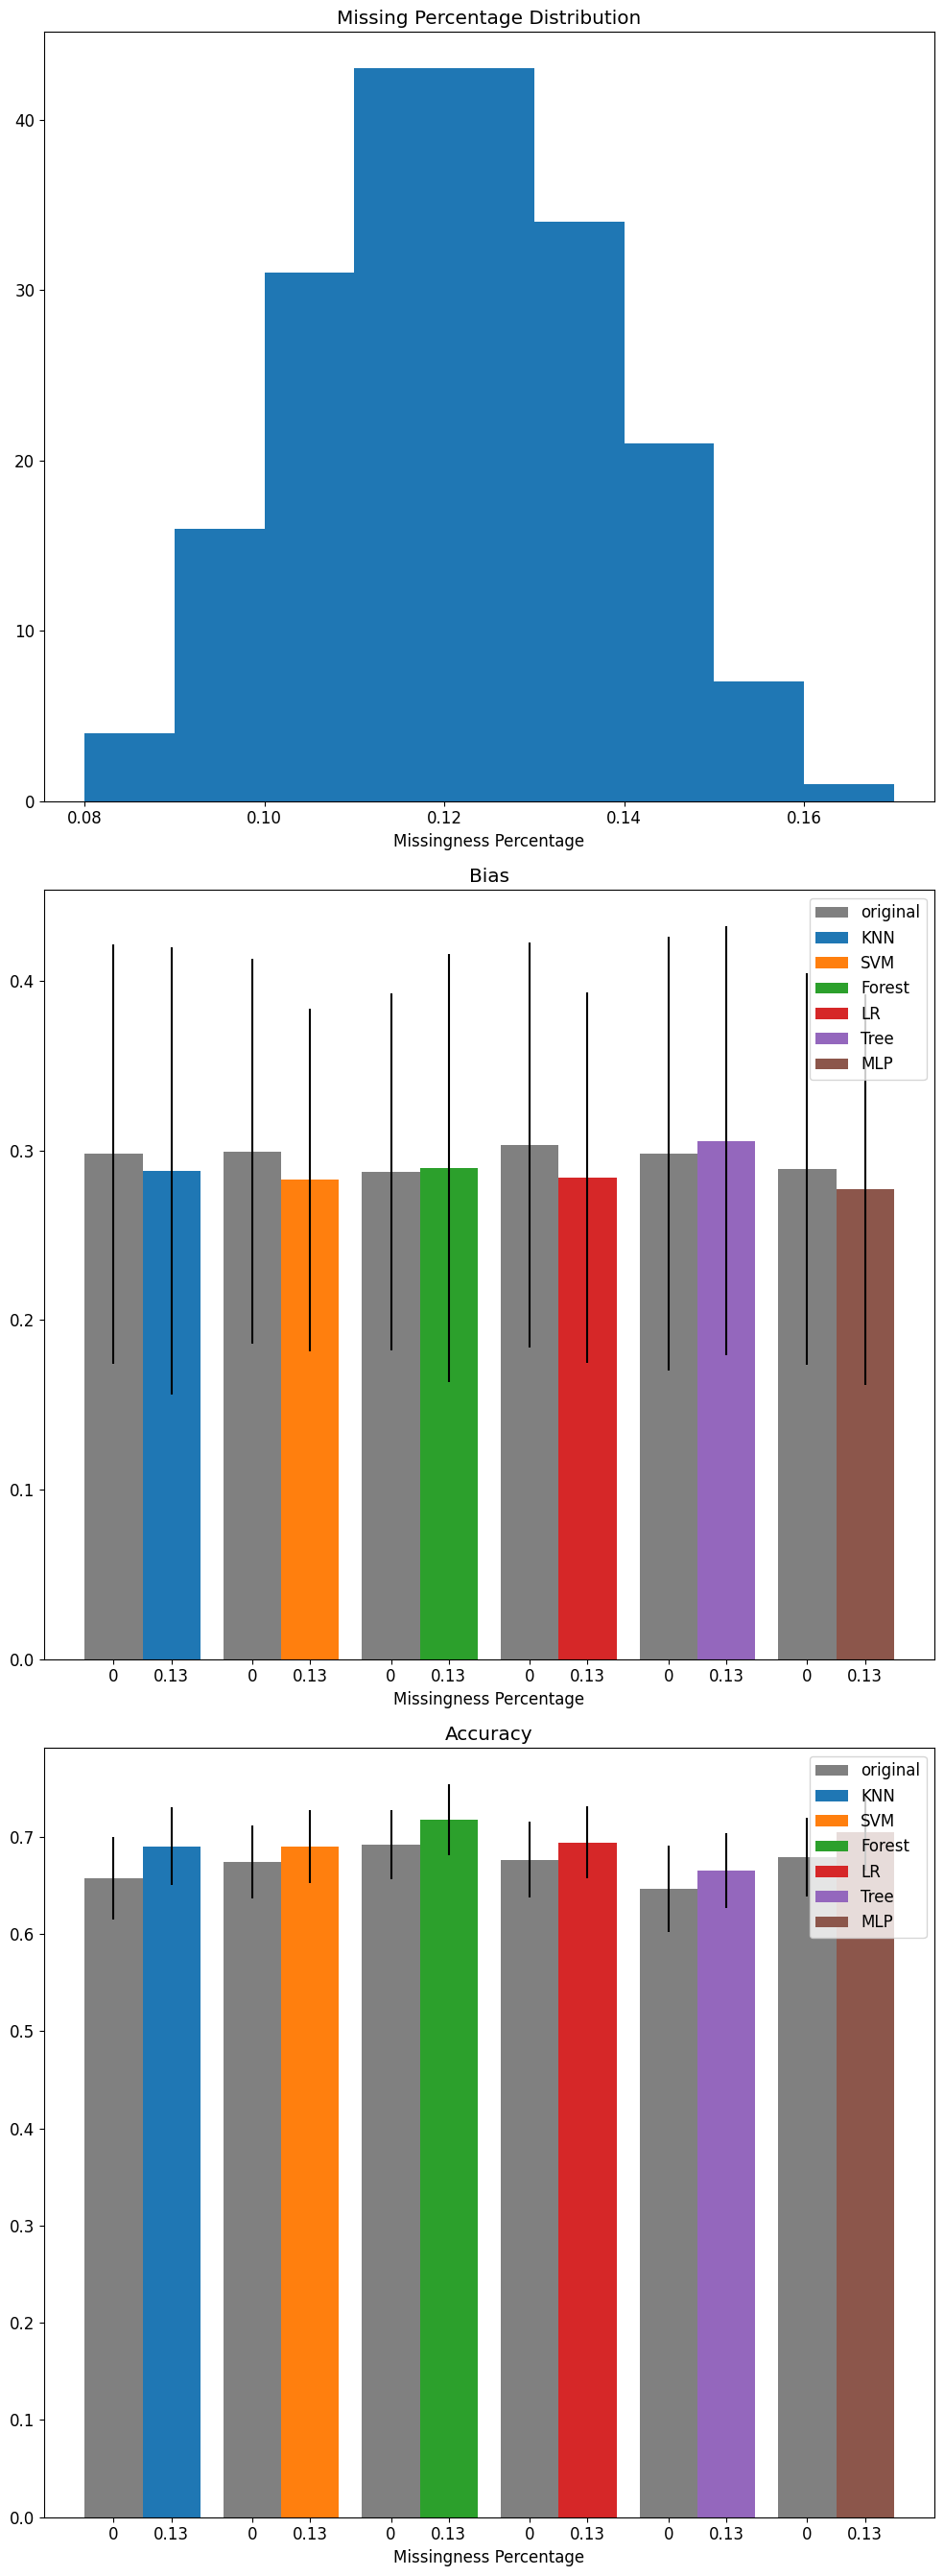 Missing Percentage Distribution
40
30
20
10
0
0.08 0.10 0.12 0.14 0.16
Missingness Percentage
Bias
original
KNN
SVM
Forest
LR
Tree
MLP
0.4
0.3
0.2
0.1
0.0
0 0.13 0 0.13 0 0.13 0 0.13 0 0.13 0 0.13
Missingness Percentage
Accuracy
original
KNN
SVM
Forest
LR
Tree
MLP
0.7
0.6
0.5
0.4
0.3
0.2
0.1
0.0
0 0.13 0 0.13 0 0.13 0 0.13 0 0.13 0 0.13
Missingness Percentage